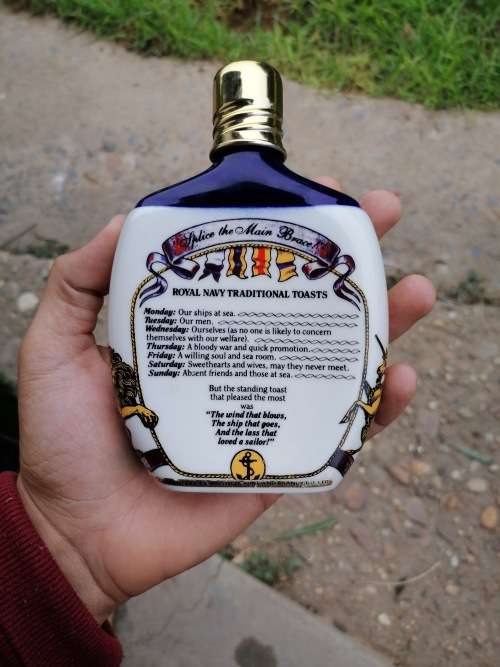 Splice the Main Brace!
ROYAL NAVY TRADITIONAL TOASTS
Monday: Our ships at sea.
Tuesday: Our men.
Wednesday: Ourselves (as no one is likely to concern
themselves with our welfare).
Thursday: A bloody war and quick promotion.
Friday: A willing soul and sea room.
Saturday: Sweethearts and wives, may they never meet.
Sunday: Absent friends and those at sea.
But the standing toast
that pleased the most
was
"The wind that blows,
The ship that goes,
And the lass that
loved a sailor!"